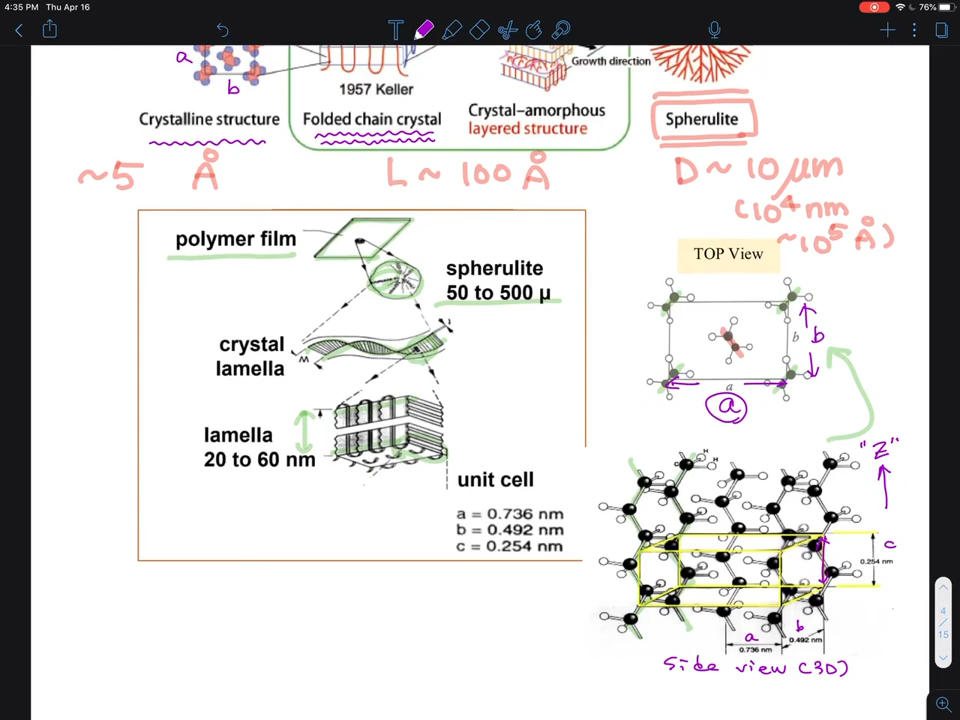 4:35 PM Thu Apr 16
76%
a
b
1957 Keller
Growth direction
Crystalline structure
Folded chain crystal
Crystal–amorphous
layered structure
Spherulite
~5 Å
L ~ 100 Å
D ~ 10 μm
(10⁴ nm
~10⁵ Å)
polymer film
spherulite
50 to 500 μ
crystal
lamella
W
lamella
20 to 60 nm
unit cell
a = 0.736 nm
b = 0.492 nm
c = 0.254 nm
TOP View
b
b
a
a
"Z"
H
C
H
c
0.254 nm
a
b
0.736 nm
0.492 nm
Side view (3D)
4
/
15